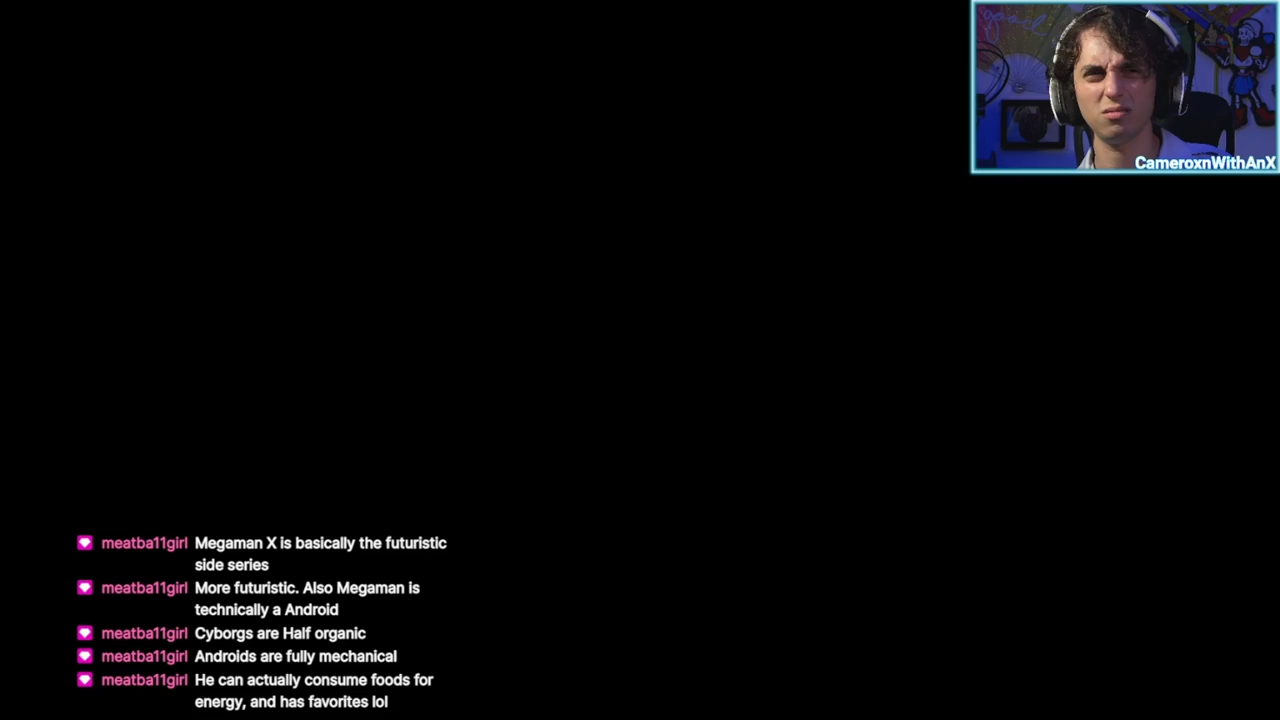 CameroxnWithAnX
meatba11girl Megaman X is basically the futuristic
side series
meatba11girl More futuristic. Also Megaman is
technically a Android
meatba11girl Cyborgs are Half organic
meatba11girl Androids are fully mechanical
meatba11girl He can actually consume foods for
energy, and has favorites lol